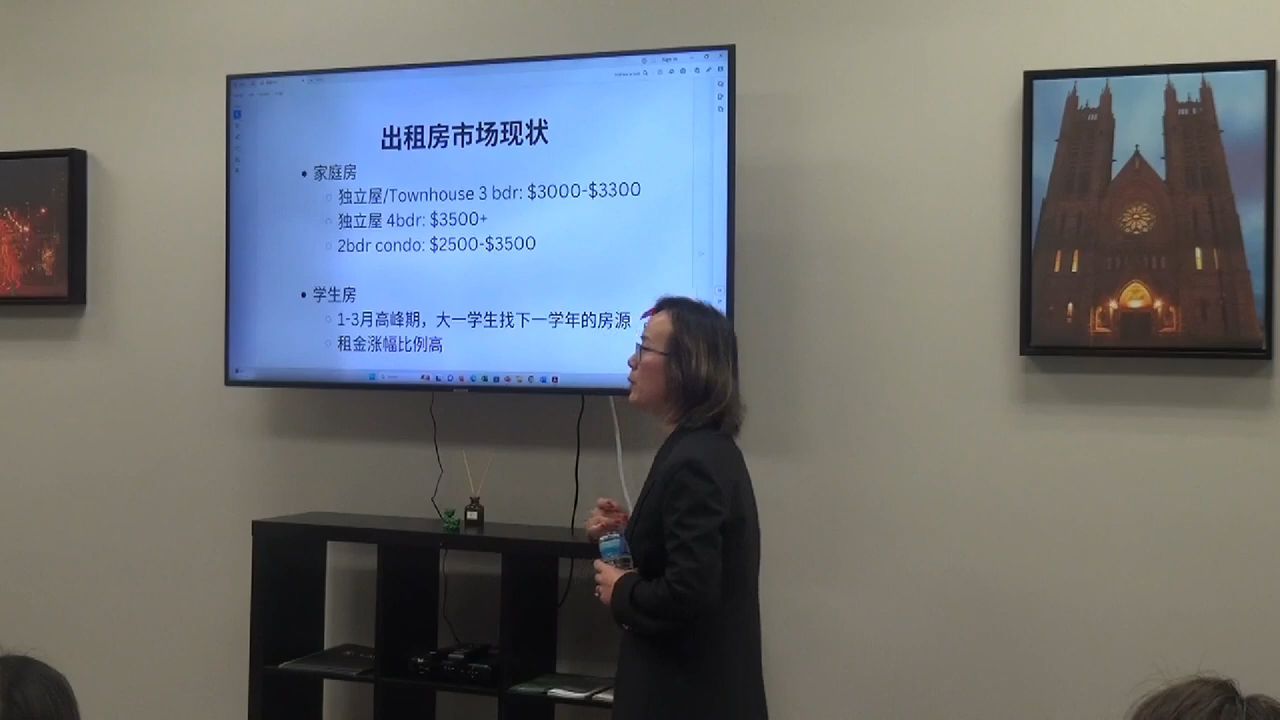 出租房市场现状
• 家庭房
○ 独立屋/Townhouse 3 bdr: $3000-$3300
○ 独立屋 4bdr: $3500+
○ 2bdr condo: $2500-$3500
• 学生房
○ 1-3月高峰期，大一学生找下一学年的房源
○ 租金涨幅比例高